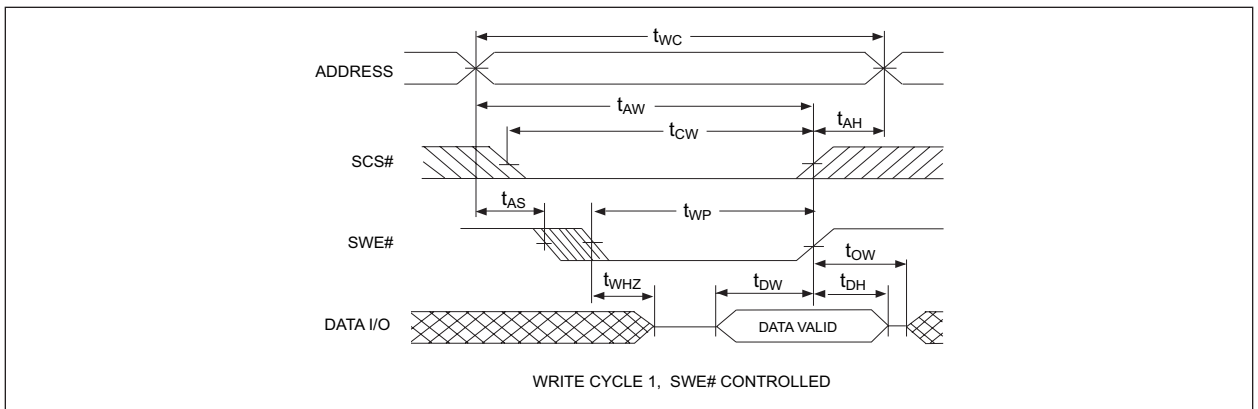 tWC
ADDRESS
tAW
tAH
tCW
SCS#
tAS
tWP
SWE#
tOW
tWHZ
tDW
tDH
DATA I/O
DATA VALID
WRITE CYCLE 1, SWE# CONTROLLED